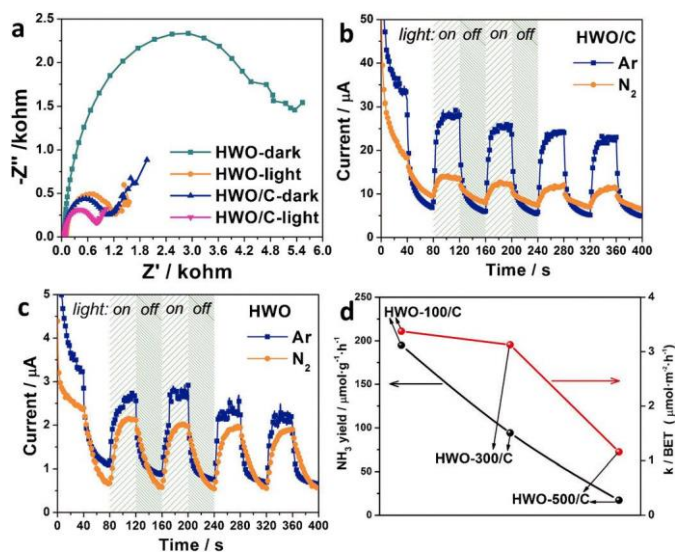 a
-Z'' /kohm
2.5
2.0
1.5
1.0
0.5
0.0
HWO-dark
HWO-light
HWO/C-dark
HWO/C-light
0.0 0.6 1.2 1.8 2.4 3.0 3.6 4.2 4.8 5.4 6.0
Z' / kohm
b
Current / μA
50
40
30
20
10
0
light: on off on off
HWO/C
Ar
N2
0 40 80 120 160 200 240 280 320 360 400
Time / s
c
Current / μA
5
4
3
2
1
0
light: on off on off
HWO
Ar
N2
0 40 80 120 160 200 240 280 320 360 400
Time / s
d
NH3 yield / μmol·g-1·h-1
250
200
150
100
50
0
HWO-100/C
HWO-300/C
HWO-500/C
4
3
2
1
0
k / BET ( μmol·m-2·h-1)